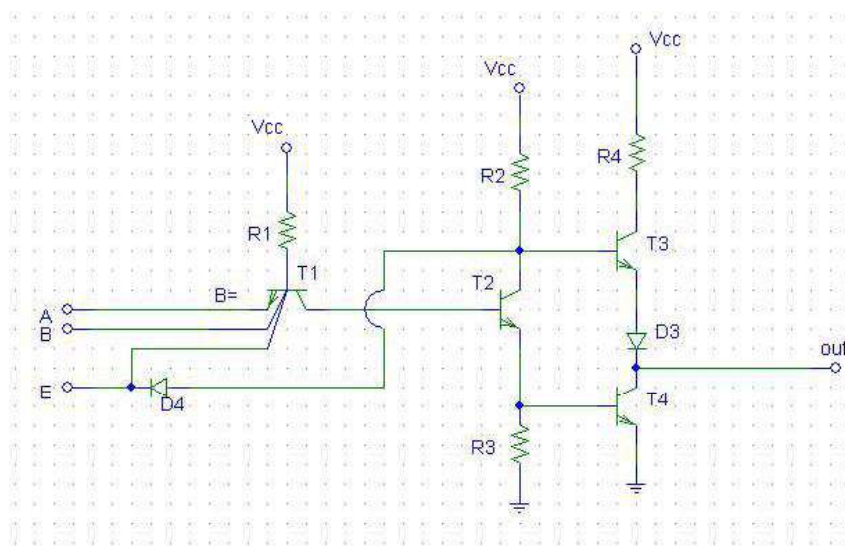 Vcc
Vcc
R4
R2
Vcc
R1
T3
T1
T2
B=
A
B
D3
out
E
D4
T4
R3